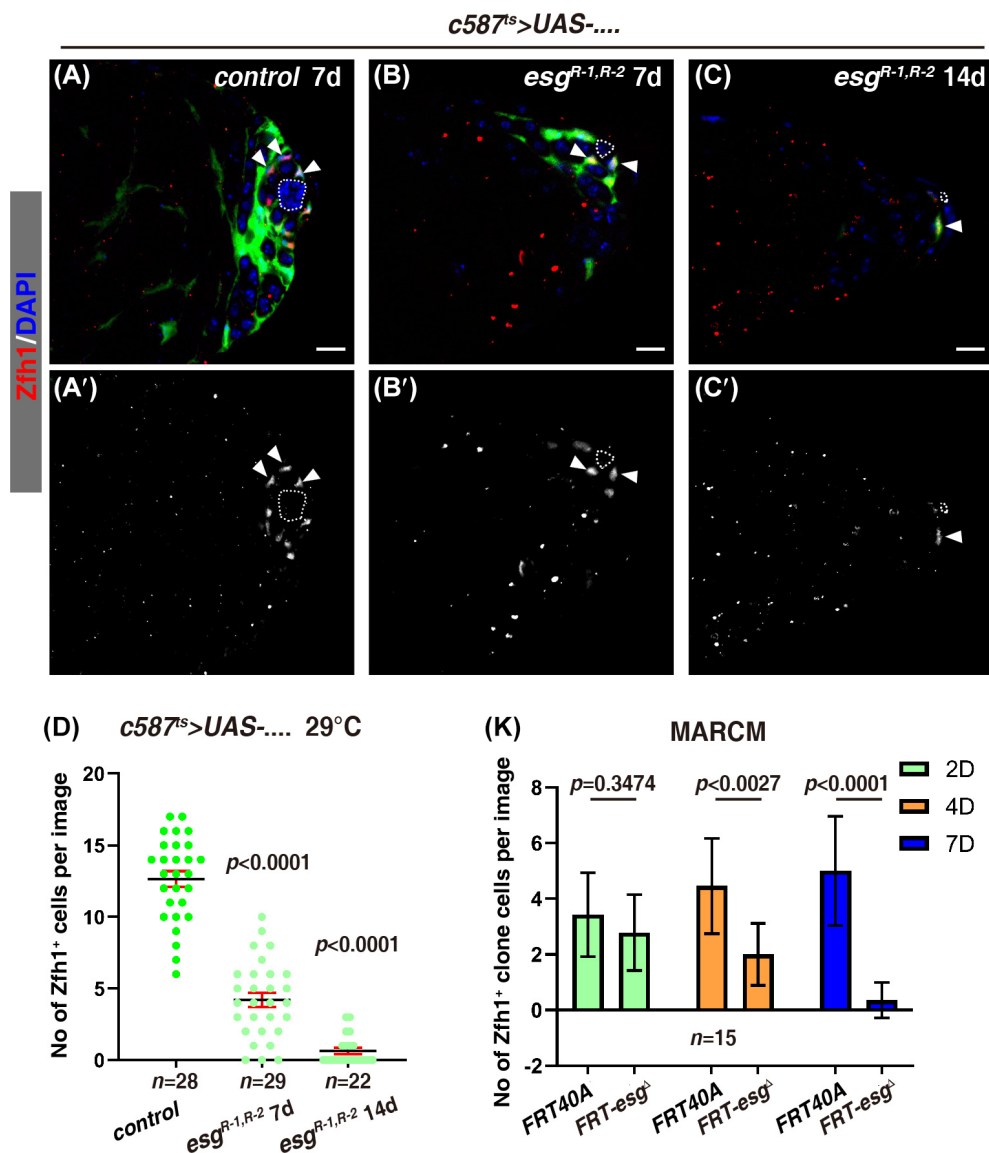 c587ts>UAS-....
(A) control 7d
(B) esgR-1,R-2 7d
(C) esgR-1,R-2 14d
Zfh1/DAPI
(A′)
(B′)
(C′)
(D) c587ts>UAS-.... 29°C
No of Zfh1+ cells per image
20
15
10
5
0
p<0.0001
p<0.0001
n=28
n=29
n=22
control
esgR-1,R-2 7d
esgR-1,R-2 14d
(K) MARCM
No of Zfh1+ clone cells per image
8
6
4
2
0
-2
p=0.3474
p<0.0027
p<0.0001
2D
4D
7D
n=15
FRT40A
FRT-esgΔ
FRT40A
FRT-esgΔ
FRT40A
FRT-esgΔ